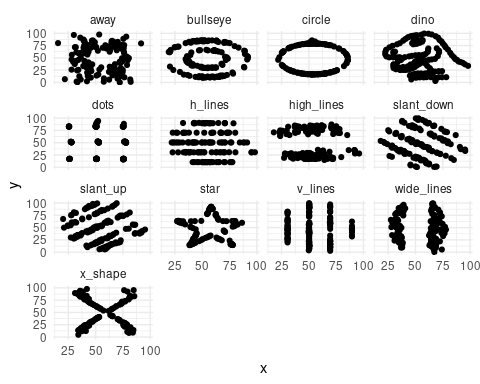 away bullseye circle dino
100
75
50
25
0
dots h_lines high_lines slant_down
100
75
50
25
0
y
slant_up star v_lines wide_lines
100
75
50
25
0
25 50 75 100 25 50 75 100 25 50 75 100
x_shape
100
75
50
25
0
25 50 75 100
x